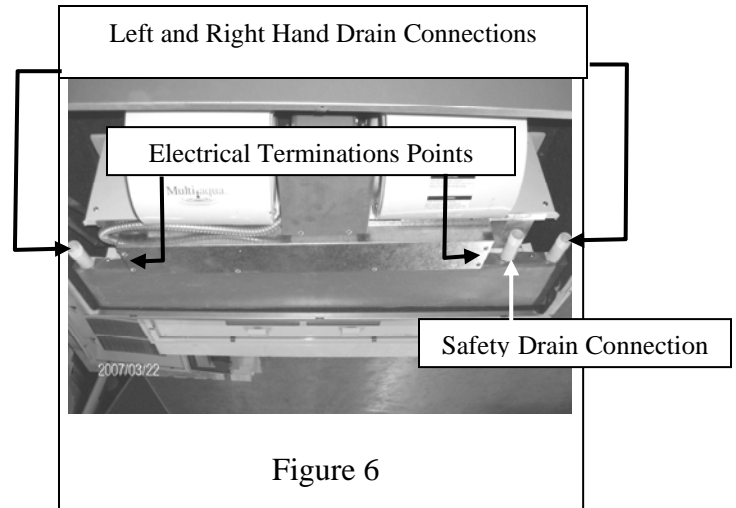 Left and Right Hand Drain Connections
Electrical Terminations Points
Multiaqua
Safety Drain Connection
2007/03/22
Figure 6